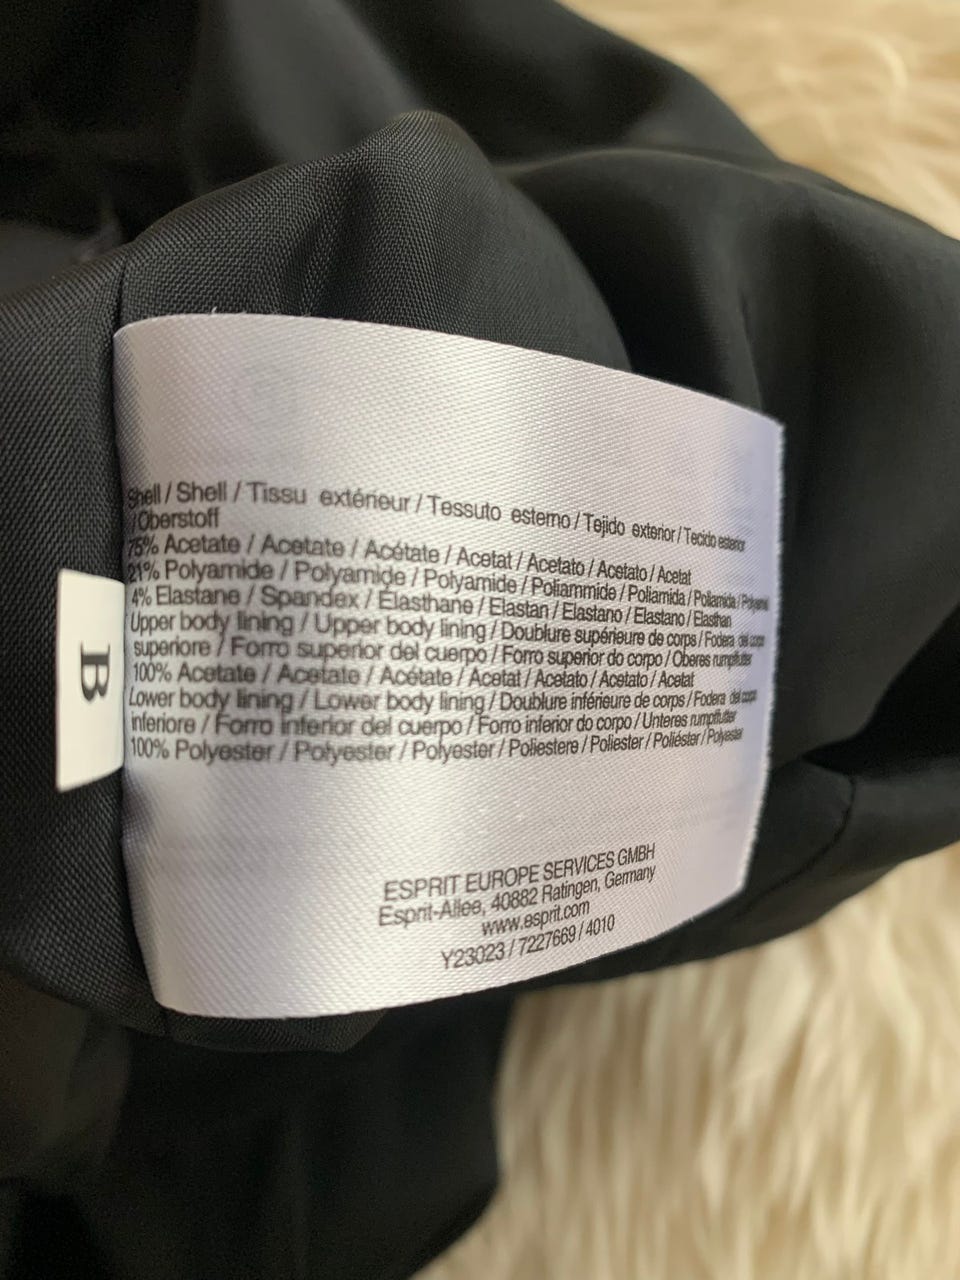 Shell / Shell / Tissu extérieur / Tessuto esterno / Tejido exterior / Tecido exterior
/Oberstoff
75% Acetate / Acetate / Acétate / Acetat / Acetato / Acetato / Acetat
21% Polyamide / Polyamide / Polyamide / Poliammide / Poliamida / Poliamida / Polyamid
4% Elastane / Spandex / Élasthane / Elastan / Elastano / Elastano / Elasthan
Upper body lining / Upper body lining / Doublure supérieure de corps / Fodera del corpo
superiore / Forro superior del cuerpo / Forro superior do corpo / Oberes rumpffutter
100% Acetate / Acetate / Acétate / Acetat / Acetato / Acetato / Acetat
Lower body lining / Lower body lining / Doublure inférieure de corps / Fodera del corpo
inferiore / Forro inferior del cuerpo / Forro inferior do corpo / Unteres rumpffutter
100% Polyester / Polyester / Polyester / Poliestere / Poliester / Poliéster / Polyester
B
ESPRIT EUROPE SERVICES GMBH
Esprit-Allee, 40882 Ratingen, Germany
www.esprit.com
Y23023 / 7227669 / 4010